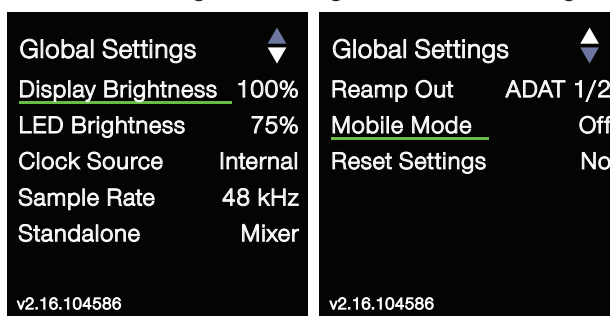 Global Settings
Display Brightness 100%
LED Brightness 75%
Clock Source Internal
Sample Rate 48 kHz
Standalone Mixer
v2.16.104586
Global Settings
Reamp Out ADAT 1/2
Mobile Mode Off
Reset Settings No
v2.16.104586